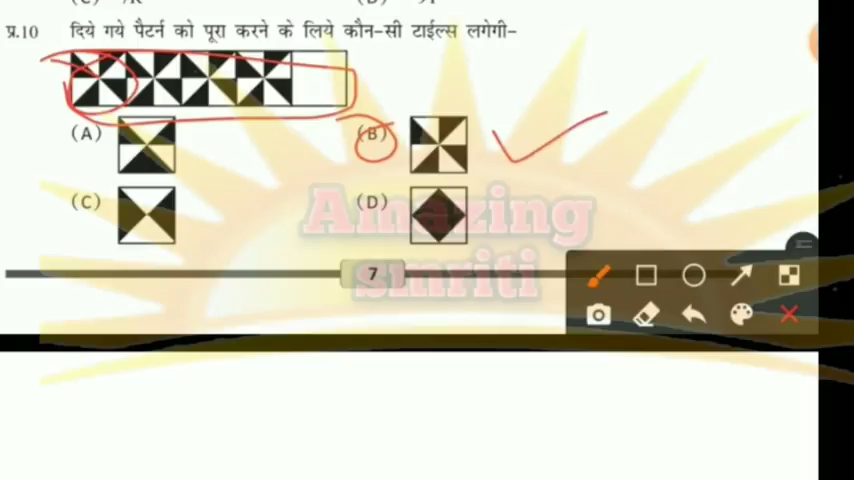 प्र.10 दिये गये पैटर्न को पूरा करने के लिये कौन-सी टाईल्स लगेगी-
(A) (B)
(C) (D)
Amazing
smriti
7